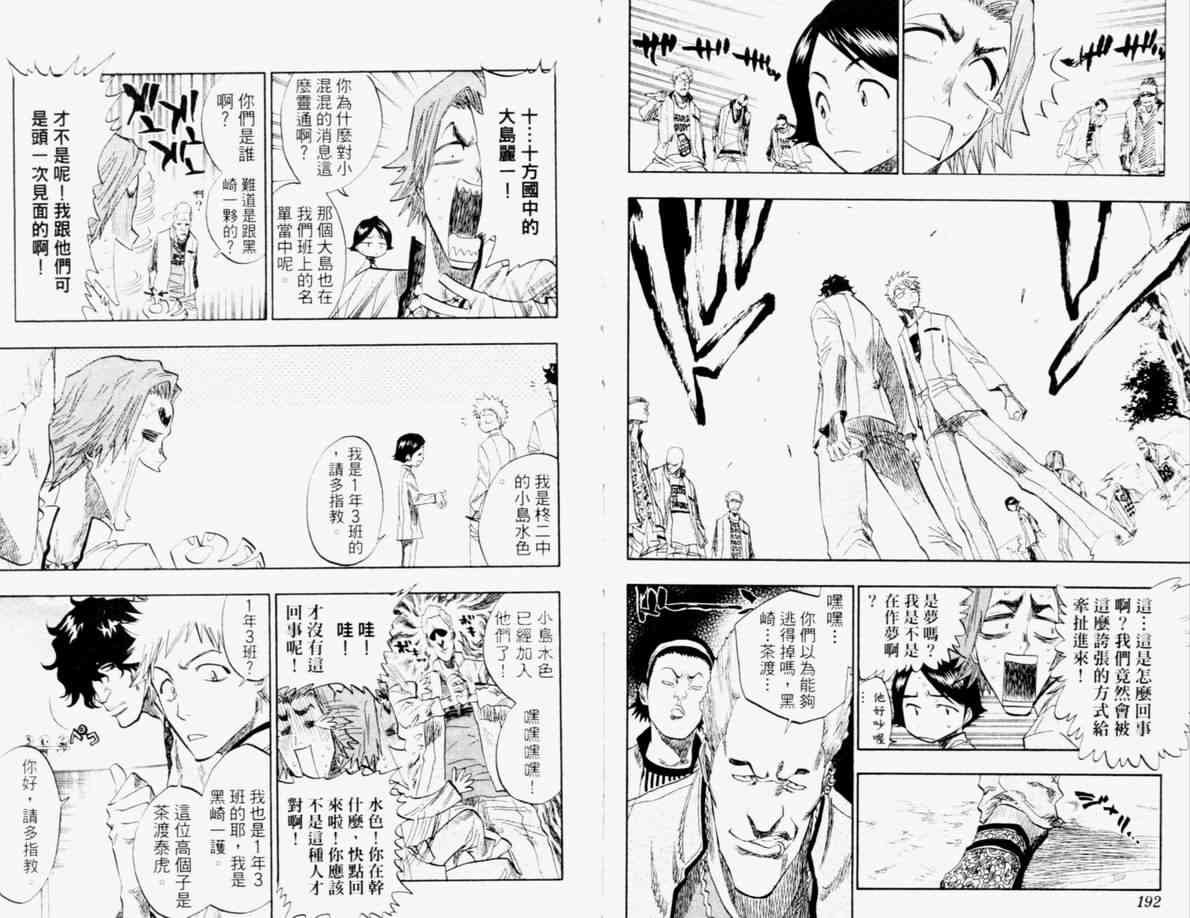 這…這是怎麼回事
啊？我們竟然會被
這麼誇張的方式給
牽扯進來！
是夢嗎？
我是不是
在作夢啊
？
他好吵喔
…
嘿嘿…
你們以為能夠
逃得掉嗎，黑
崎…茶渡…
192
十…十方國中的
大島麗一！
你為什麼對小
混混的消息這
麼靈通啊？
那個大島也在
我們班上的名
單當中呢。
你們是誰
啊？
難道是跟黑
崎一夥的？
啊？
才不是呢！我跟他們可
是頭一次見面的啊！
我是柊二中
的小島水色
。
我是1年3班的
，請多指教。
小島水色
已經加入
他們了！
嘿嘿嘿嘿！
哇！
哇！
才沒有這
回事呢！
水色！你在幹
什麼，快點回
來啦！你應該
不是這種人才
對啊！
1年3班？
ペコ
我也是1年3
班的耶，我是
黑崎一護。
這位高個子是
茶渡泰虎。
你好，請多指教。